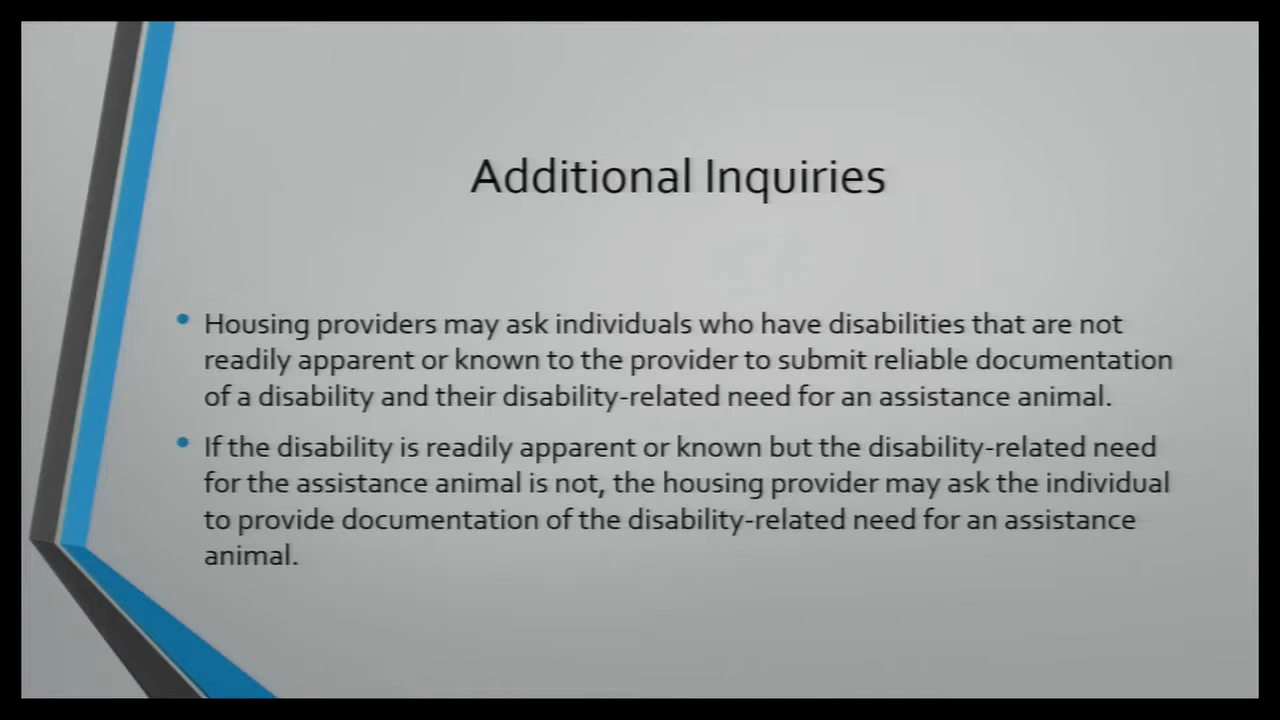 Additional Inquiries
• Housing providers may ask individuals who have disabilities that are not
readily apparent or known to the provider to submit reliable documentation
of a disability and their disability-related need for an assistance animal.
• If the disability is readily apparent or known but the disability-related need
for the assistance animal is not, the housing provider may ask the individual
to provide documentation of the disability-related need for an assistance
animal.